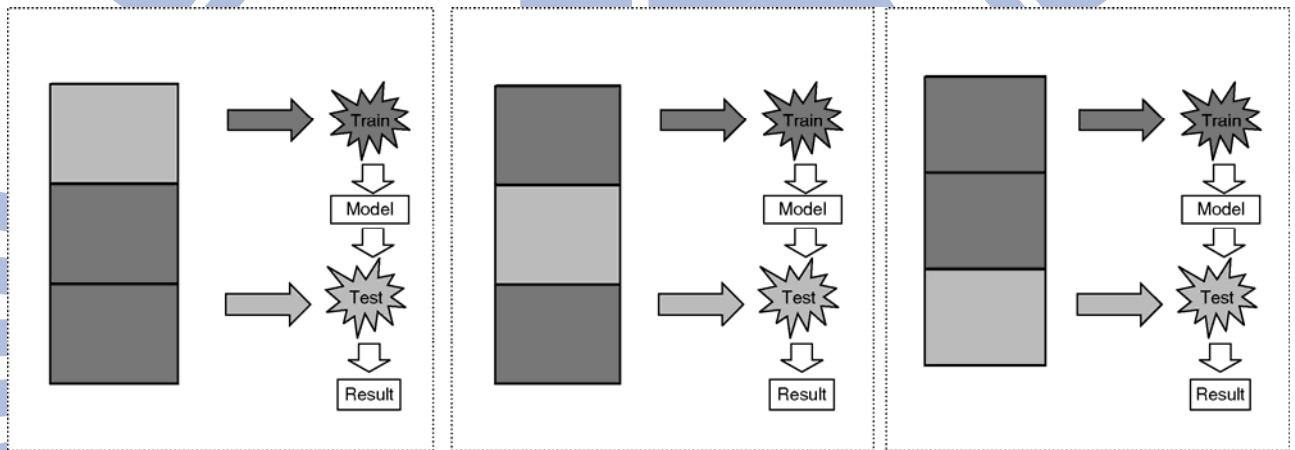 Train
Model
Test
Result
Train
Model
Test
Result
Train
Model
Test
Result